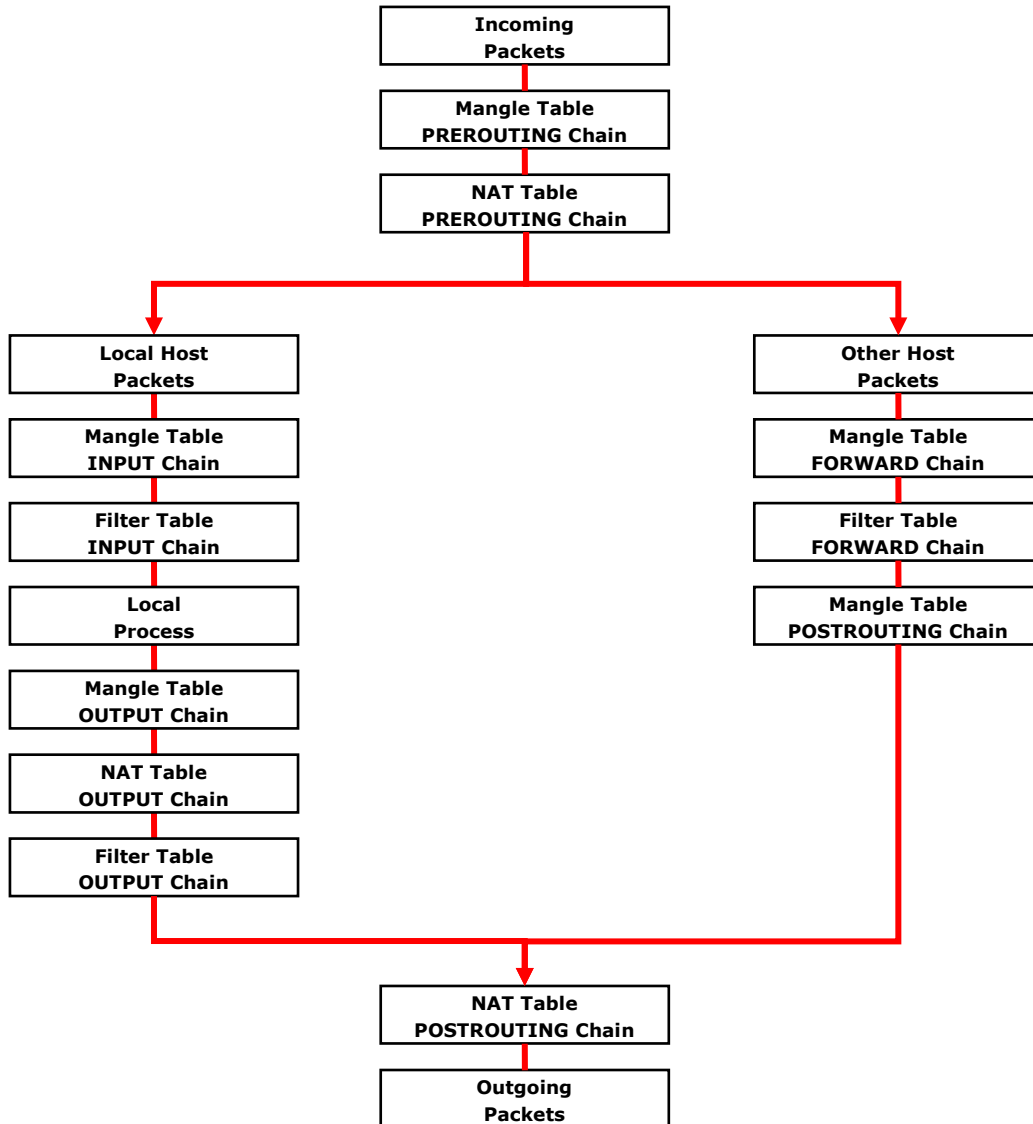 Incoming
Packets
Mangle Table
PREROUTING Chain
NAT Table
PREROUTING Chain
Local Host
Packets
Mangle Table
INPUT Chain
Filter Table
INPUT Chain
Local
Process
Mangle Table
OUTPUT Chain
NAT Table
OUTPUT Chain
Filter Table
OUTPUT Chain
Other Host
Packets
Mangle Table
FORWARD Chain
Filter Table
FORWARD Chain
Mangle Table
POSTROUTING Chain
NAT Table
POSTROUTING Chain
Outgoing
Packets